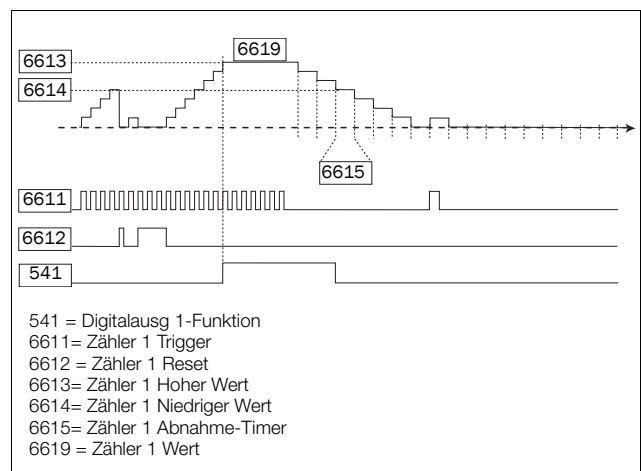 6613
6619
6614
6615
6611
6612
541
541 = Digitalausg 1-Funktion
6611= Zähler 1 Trigger
6612 = Zähler 1 Reset
6613= Zähler 1 Hoher Wert
6614= Zähler 1 Niedriger Wert
6615= Zähler 1 Abnahme-Timer
6619 = Zähler 1 Wert